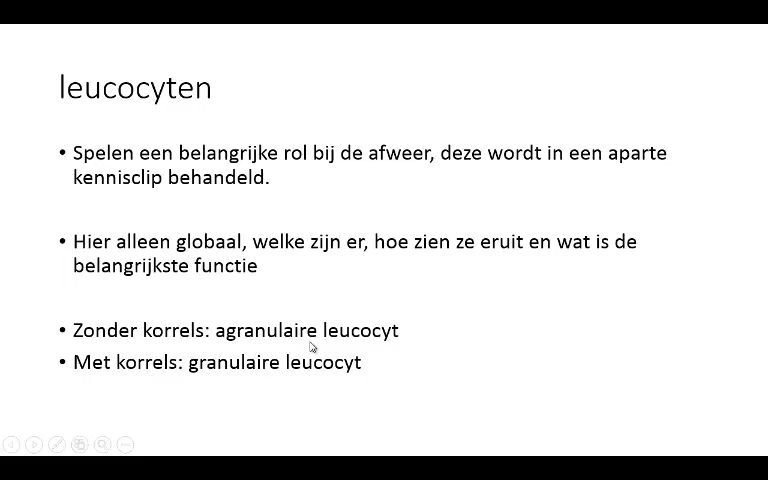 leucocyten
• Spelen een belangrijke rol bij de afweer, deze wordt in een aparte
kennisclip behandeld.
• Hier alleen globaal, welke zijn er, hoe zien ze eruit en wat is de
belangrijkste functie
• Zonder korrels: agranulaire leucocyt
• Met korrels: granulaire leucocyt